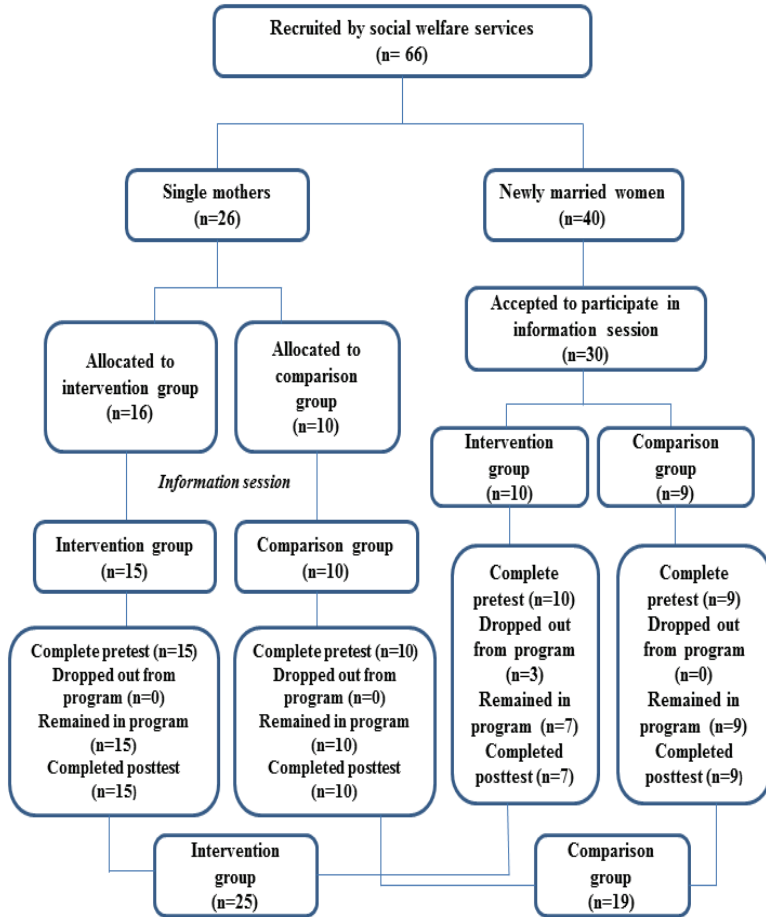 Recruited by social welfare services
(n= 66)
Single mothers
(n=26)
Newly married women
(n=40)
Accepted to participate in
information session
(n=30)
Allocated to
intervention group
(n=16)
Allocated to
comparison
group
(n=10)
Intervention
group
(n=10)
Comparison
group
(n=9)
Information session
Intervention group
(n=15)
Comparison group
(n=10)
Complete pretest (n=15)
Dropped out from
program (n=0)
Remained in program
(n=15)
Completed posttest
(n=15)
Complete pretest (n=10)
Dropped out from
program (n=0)
Remained in program
(n=10)
Completed posttest
(n=10)
Complete
pretest (n=10)
Dropped out
from program
(n=3)
Remained in
program (n=7)
Completed
posttest (n=7)
Complete
pretest (n=9)
Dropped out
from program
(n=0)
Remained in
program (n=9)
Completed
posttest (n=9)
Intervention
group
(n=25)
Comparison
group
(n=19)